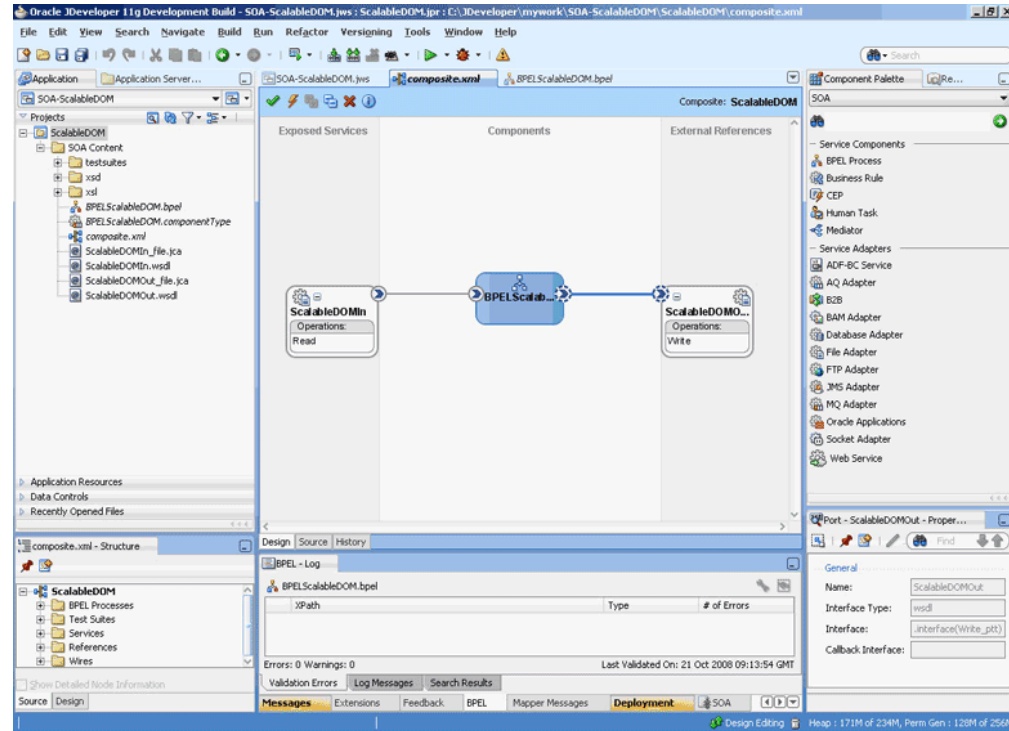 Oracle JDeveloper 11g Development Build - SOA-ScalableDOM.jws : ScalableDOM.jpr : C:\JDeveloper\mywork\SOA-ScalableDOM\ScalableDOM\composite.xml
File Edit View Search Navigate Build Run Refactor Versioning Tools Window Help
Search
Application
Application Server...
SOA-ScalableDOM
Projects
ScalableDOM
SOA Content
testsuites
xsd
xsl
BPELScalableDOM.bpel
BPELScalableDOM.componentType
composite.xml
ScalableDOMIn_file.jca
ScalableDOMIn.wsdl
ScalableDOMOut_file.jca
ScalableDOMOut.wsdl
Application Resources
Data Controls
Recently Opened Files
composite.xml - Structure
ScalableDOM
BPEL Processes
Test Suites
Services
References
Wires
Show Detailed Node Information
Source Design
SOA-ScalableDOM.jws
composite.xml
BPELScalableDOM.bpel
Composite: ScalableDOM
Exposed Services
Components
External References
ScalableDOMIn
Operations:
Read
BPELScalab...
ScalableDOMO...
Operations:
Write
Design Source History
BPEL - Log
BPELScalableDOM.bpel
XPath Type # of Errors
Errors: 0 Warnings: 0 Last Validated On: 21 Oct 2008 09:13:54 GMT
Validation Errors Log Messages Search Results
Messages Extensions Feedback BPEL Mapper Messages Deployment SOA
Component Palette
Re...
SOA
Service Components
BPEL Process
Business Rule
CEP
Human Task
Mediator
Service Adapters
ADF-BC Service
AQ Adapter
B2B
BAM Adapter
Database Adapter
File Adapter
FTP Adapter
JMS Adapter
MQ Adapter
Oracle Applications
Socket Adapter
Web Service
Port - ScalableDOMOut - Proper...
Find
General
Name: ScalableDOMOut
Interface Type: wsdl
Interface: .interface(Write_ptt)
Callback Interface:
Design Editing Heap : 171M of 234M, Perm Gen : 128M of 256M